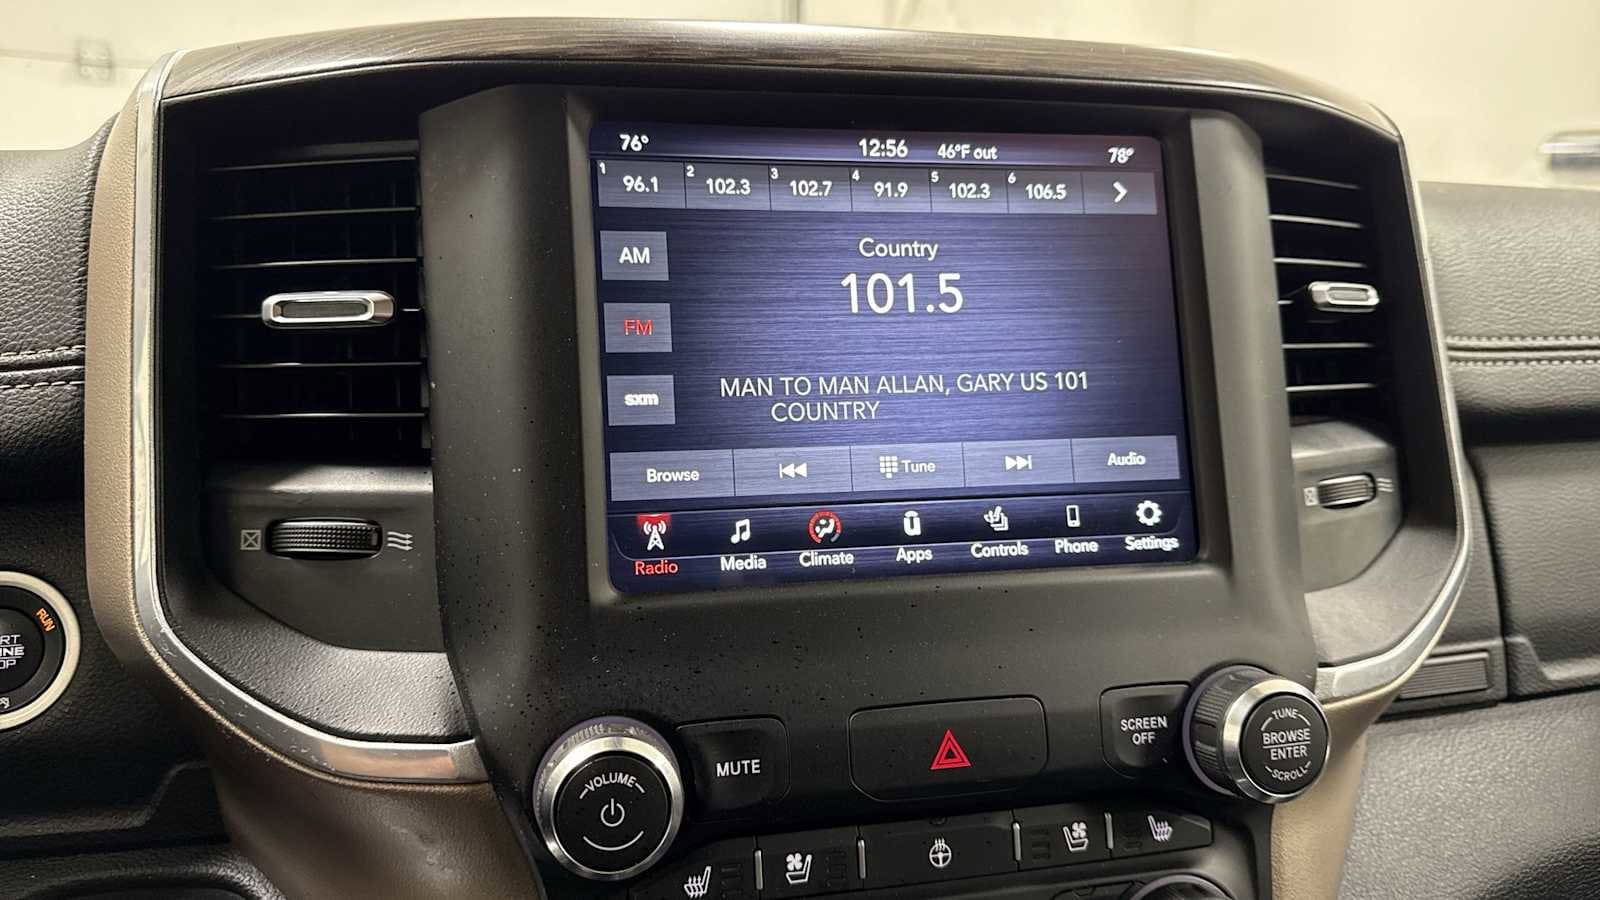 76° 12:56 46°F out 78°
1 96.1 2 102.3 3 102.7 4 91.9 5 102.3 6 106.5
AM
Country
101.5
FM
sxm
MAN TO MAN ALLAN, GARY US 101
COUNTRY
Browse Tune Audio
Radio Media Climate Apps Controls Phone Settings
RUN
VOLUME
MUTE
SCREEN
OFF
TUNE
BROWSE
ENTER
SCROLL